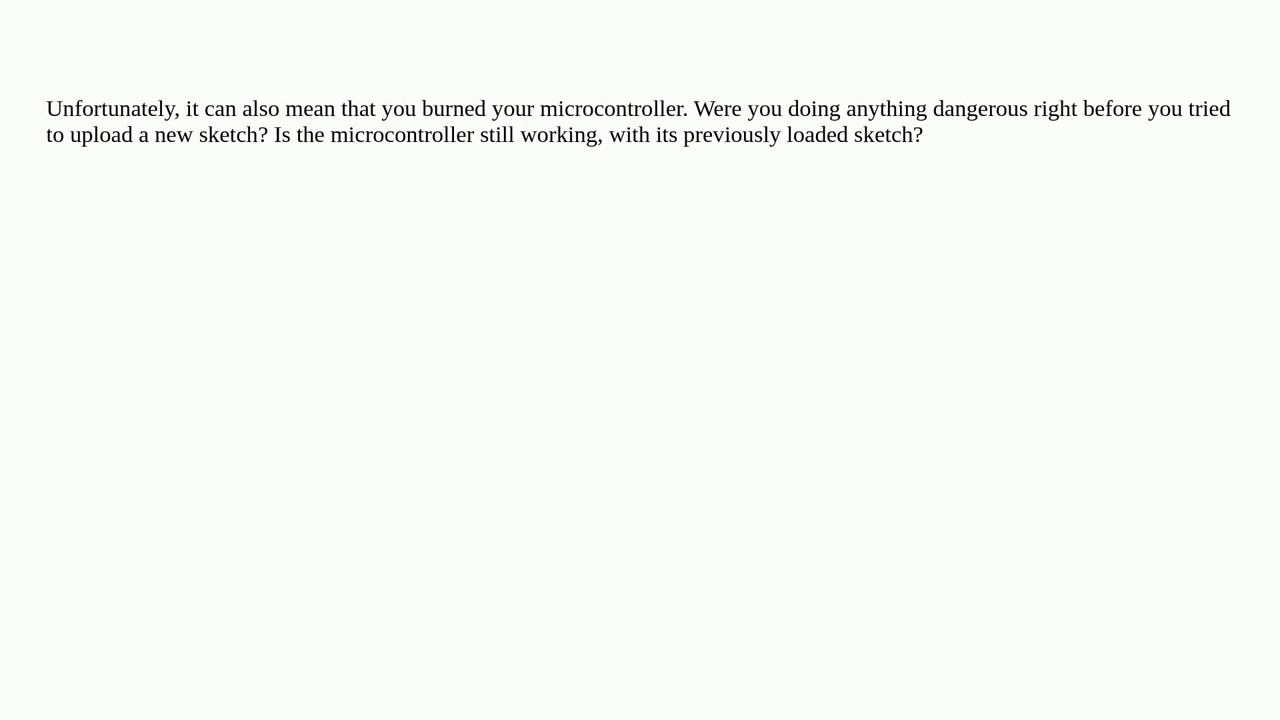 Unfortunately, it can also mean that you burned your microcontroller. Were you doing anything dangerous right before you tried
to upload a new sketch? Is the microcontroller still working, with its previously loaded sketch?